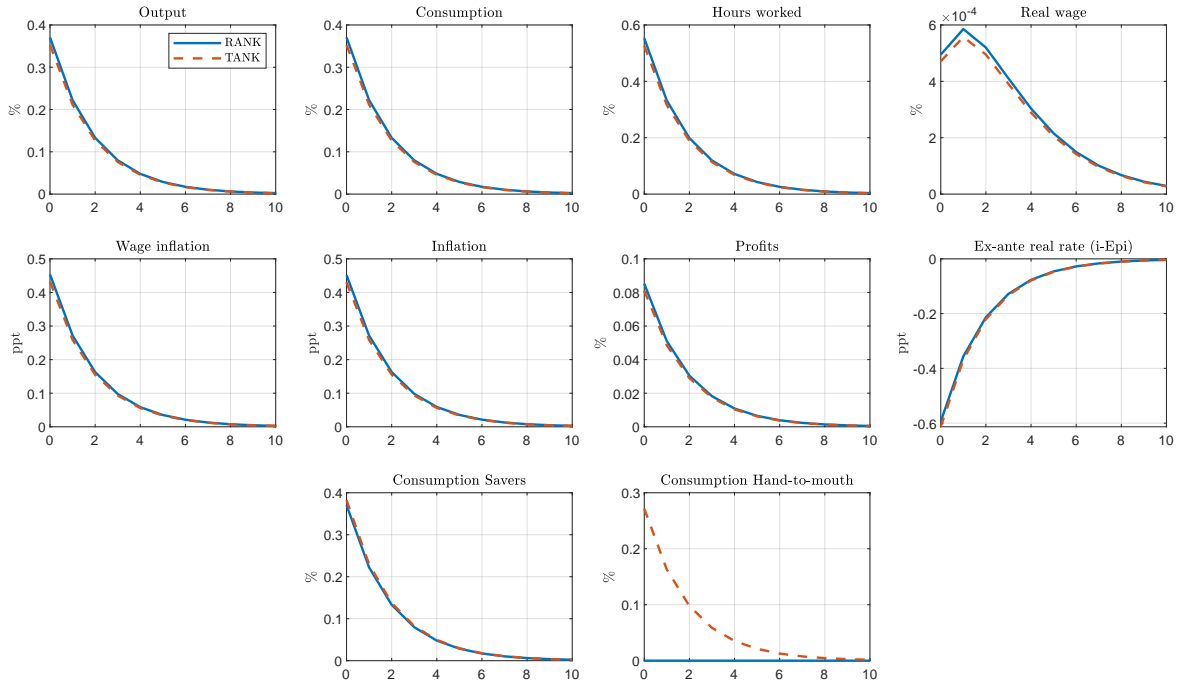 Output
0.4
0.3
0.2
0.1
0
%
0 2 4 6 8 10
RANK
TANK
Consumption
0.4
0.3
0.2
0.1
0
%
0 2 4 6 8 10
Hours worked
0.6
0.4
0.2
0
%
0 2 4 6 8 10
Real wage
×10⁻⁴
6
4
2
0
%
0 2 4 6 8 10
Wage inflation
0.5
0.4
0.3
0.2
0.1
0
ppt
0 2 4 6 8 10
Inflation
0.5
0.4
0.3
0.2
0.1
0
ppt
0 2 4 6 8 10
Profits
0.1
0.08
0.06
0.04
0.02
0
%
0 2 4 6 8 10
Ex-ante real rate (i-Epi)
0
-0.2
-0.4
-0.6
ppt
0 2 4 6 8 10
Consumption Savers
0.4
0.3
0.2
0.1
0
%
0 2 4 6 8 10
Consumption Hand-to-mouth
0.3
0.2
0.1
0
%
0 2 4 6 8 10